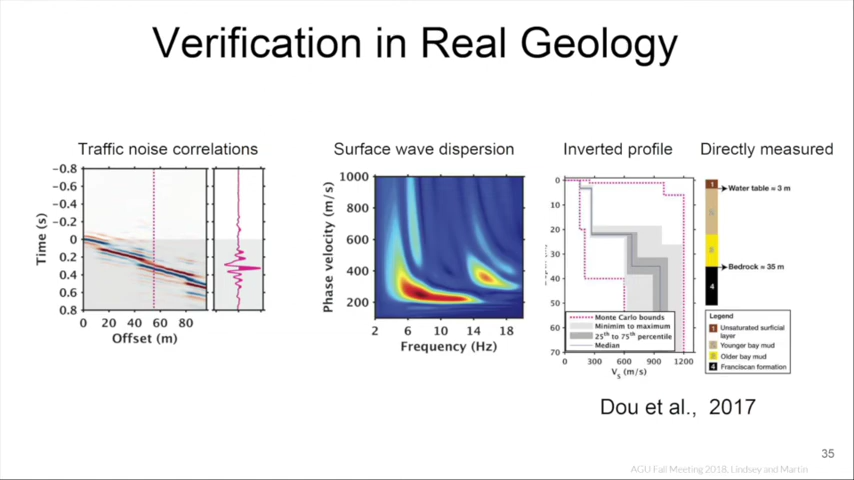 Verification in Real Geology
Traffic noise correlations
Surface wave dispersion
Inverted profile
Directly measured
-0.8
-0.6
-0.4
-0.2
0
0.2
0.4
0.6
0.8
Time (s)
0 20 40 60 80
Offset (m)
1000
800
600
400
200
Phase velocity (m/s)
2 6 10 14 18
Frequency (Hz)
0
10
20
30
40
50
60
70
Monte Carlo bounds
Minimim to maximum
25th to 75th percentile
Median
0 300 600 900 1200
Vs (m/s)
1
Water table ≈ 3 m
Bedrock ≈ 35 m
4
Legend
1 Unsaturated surficial
layer
Younger bay mud
Older bay mud
4 Franciscan formation
Dou et al., 2017
35
AGU Fall Meeting 2018, Lindsey and Martin